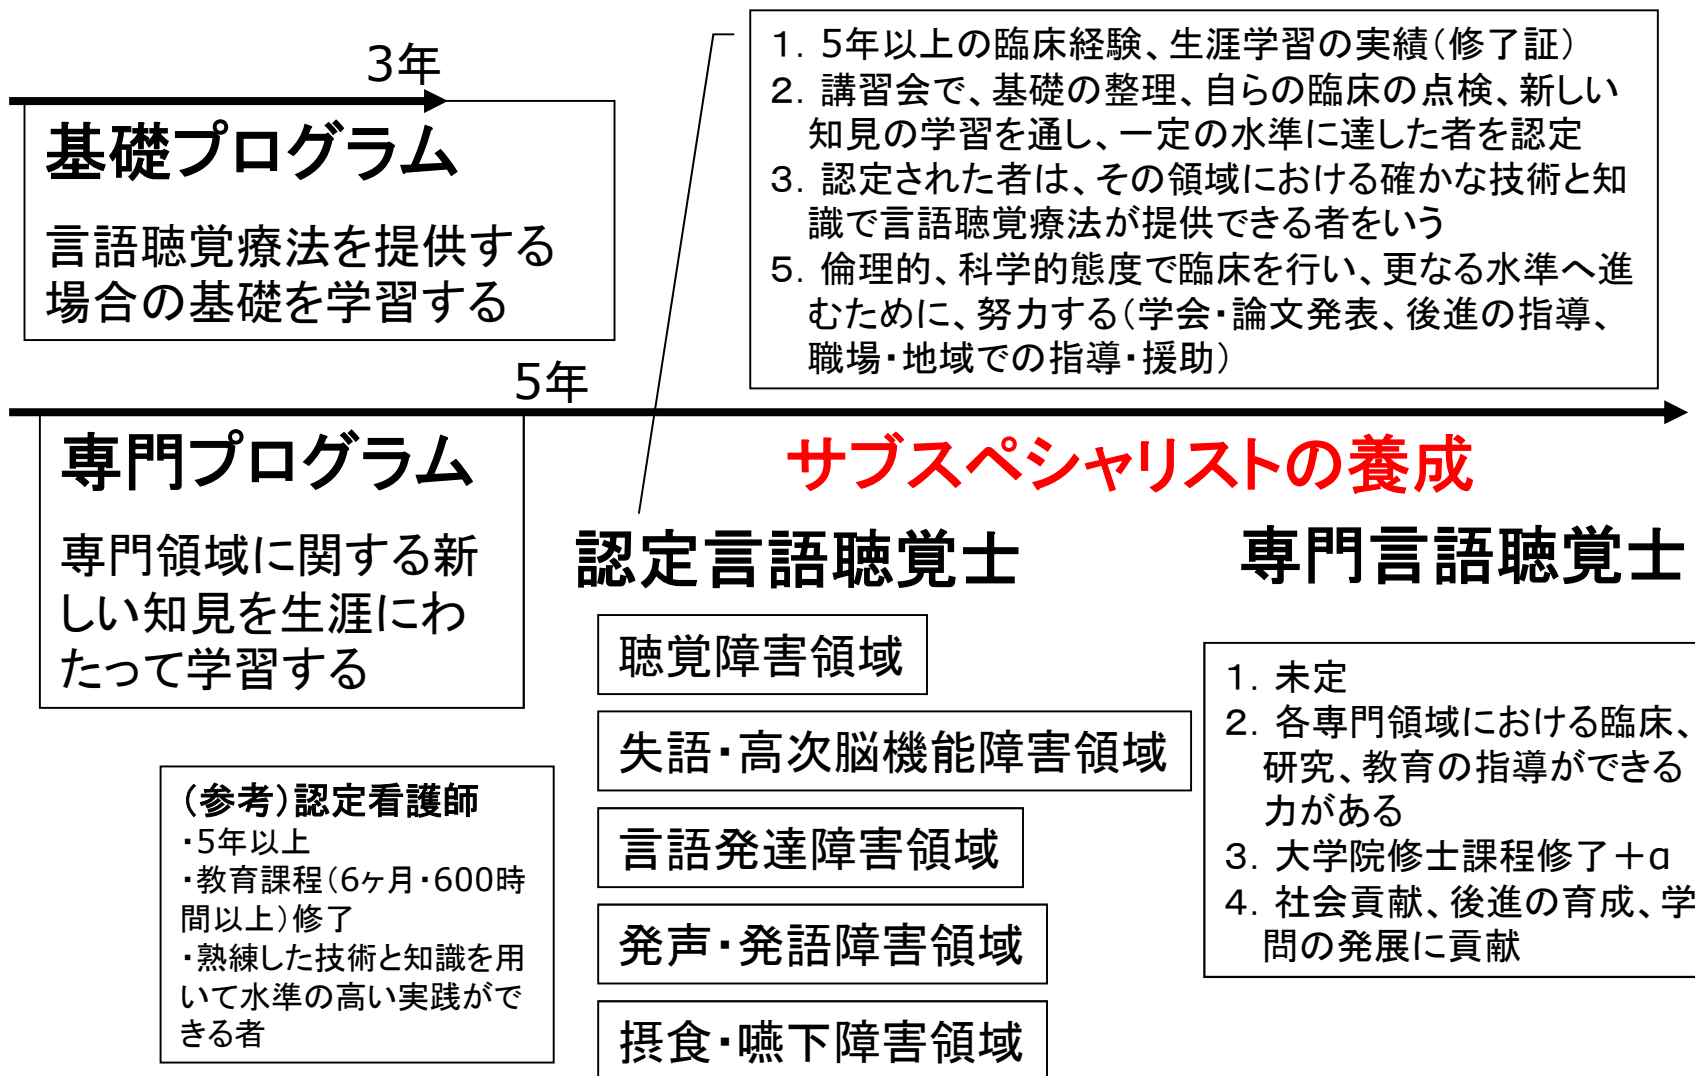 3年
基礎プログラム
言語聴覚療法を提供する
場合の基礎を学習する
1. 5年以上の臨床経験、生涯学習の実績(修了証)
2. 講習会で、基礎の整理、自らの臨床の点検、新しい
知見の学習を通し、一定の水準に達した者を認定
3. 認定された者は、その領域における確かな技術と知
識で言語聴覚療法が提供できる者をいう
5. 倫理的、科学的態度で臨床を行い、更なる水準へ進
むために、努力する(学会・論文発表、後進の指導、
職場・地域での指導・援助)
5年
専門プログラム
専門領域に関する新
しい知見を生涯にわ
たって学習する
サブスペシャリストの養成
認定言語聴覚士
聴覚障害領域
失語・高次脳機能障害領域
言語発達障害領域
発声・発語障害領域
摂食・嚥下障害領域
専門言語聴覚士
1. 未定
2. 各専門領域における臨床、
研究、教育の指導ができる
力がある
3. 大学院修士課程修了+α
4. 社会貢献、後進の育成、学
問の発展に貢献
(参考)認定看護師
・5年以上
・教育課程(6ヶ月・600時
間以上)修了
・熟練した技術と知識を用
いて水準の高い実践がで
きる者